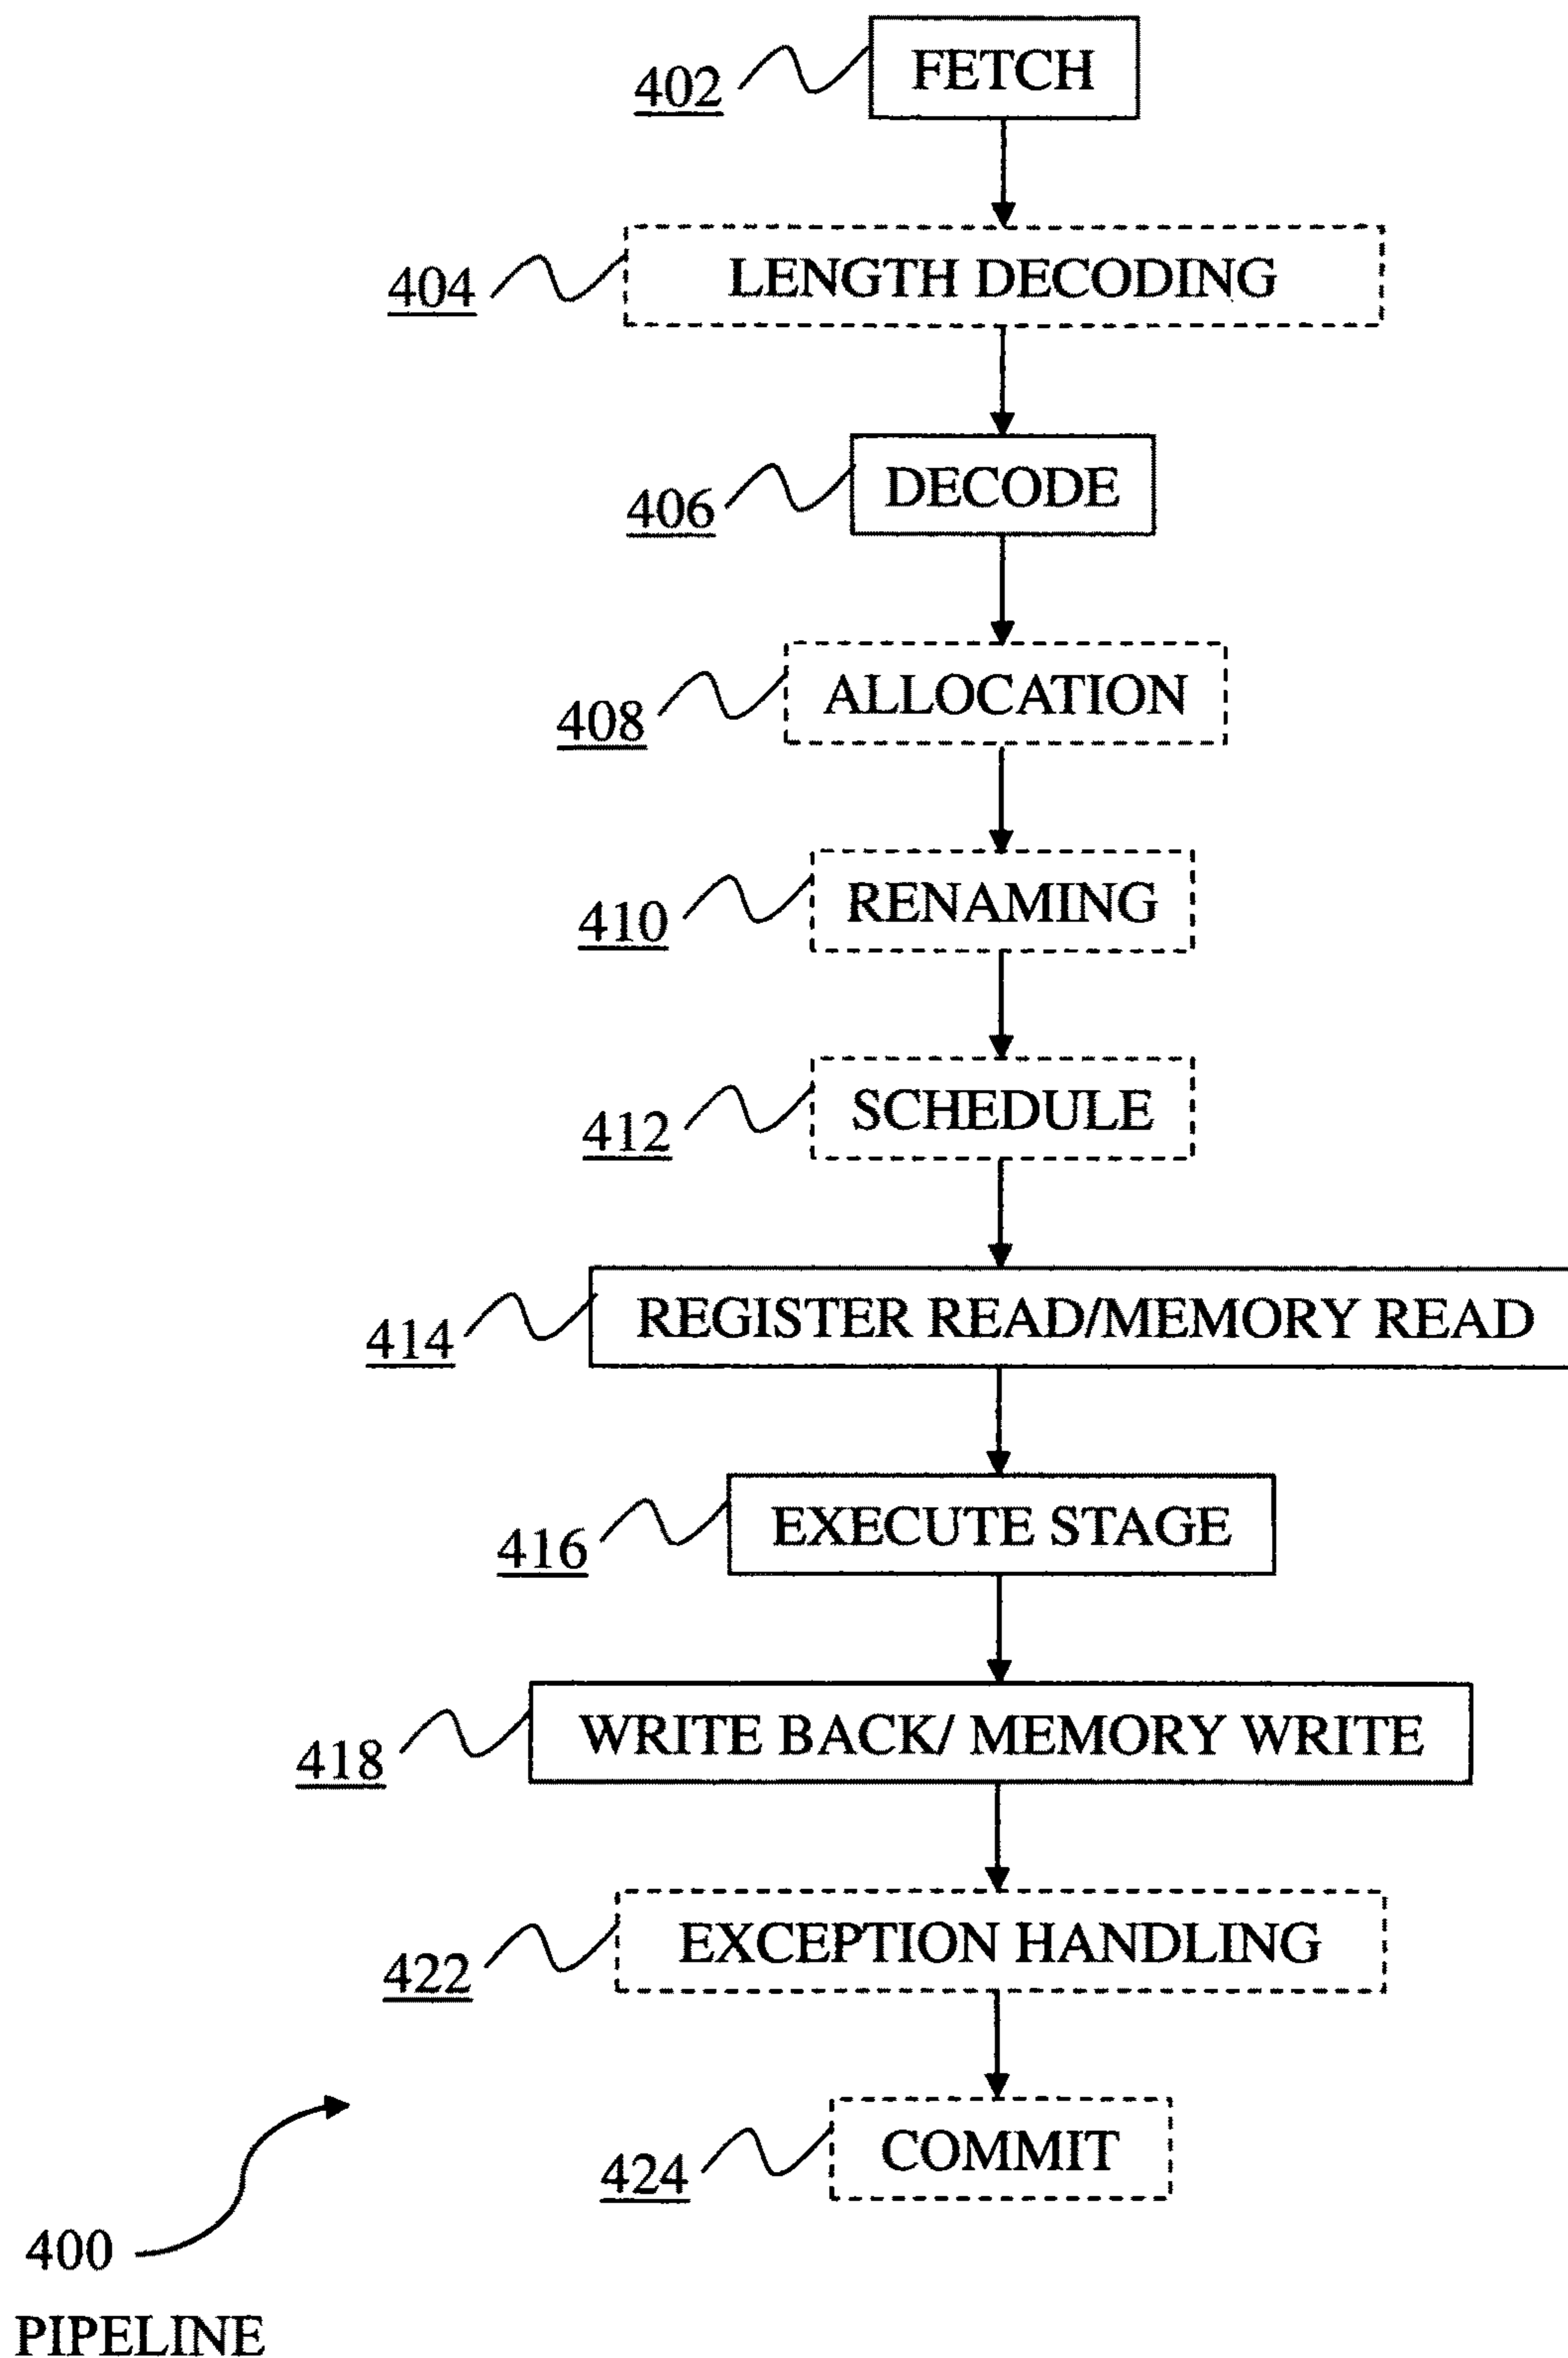 402 FETCH
404 LENGTH DECODING
406 DECODE
408 ALLOCATION
410 RENAMING
412 SCHEDULE
414 REGISTER READ/MEMORY READ
416 EXECUTE STAGE
418 WRITE BACK/ MEMORY WRITE
422 EXCEPTION HANDLING
424 COMMIT
400
PIPELINE